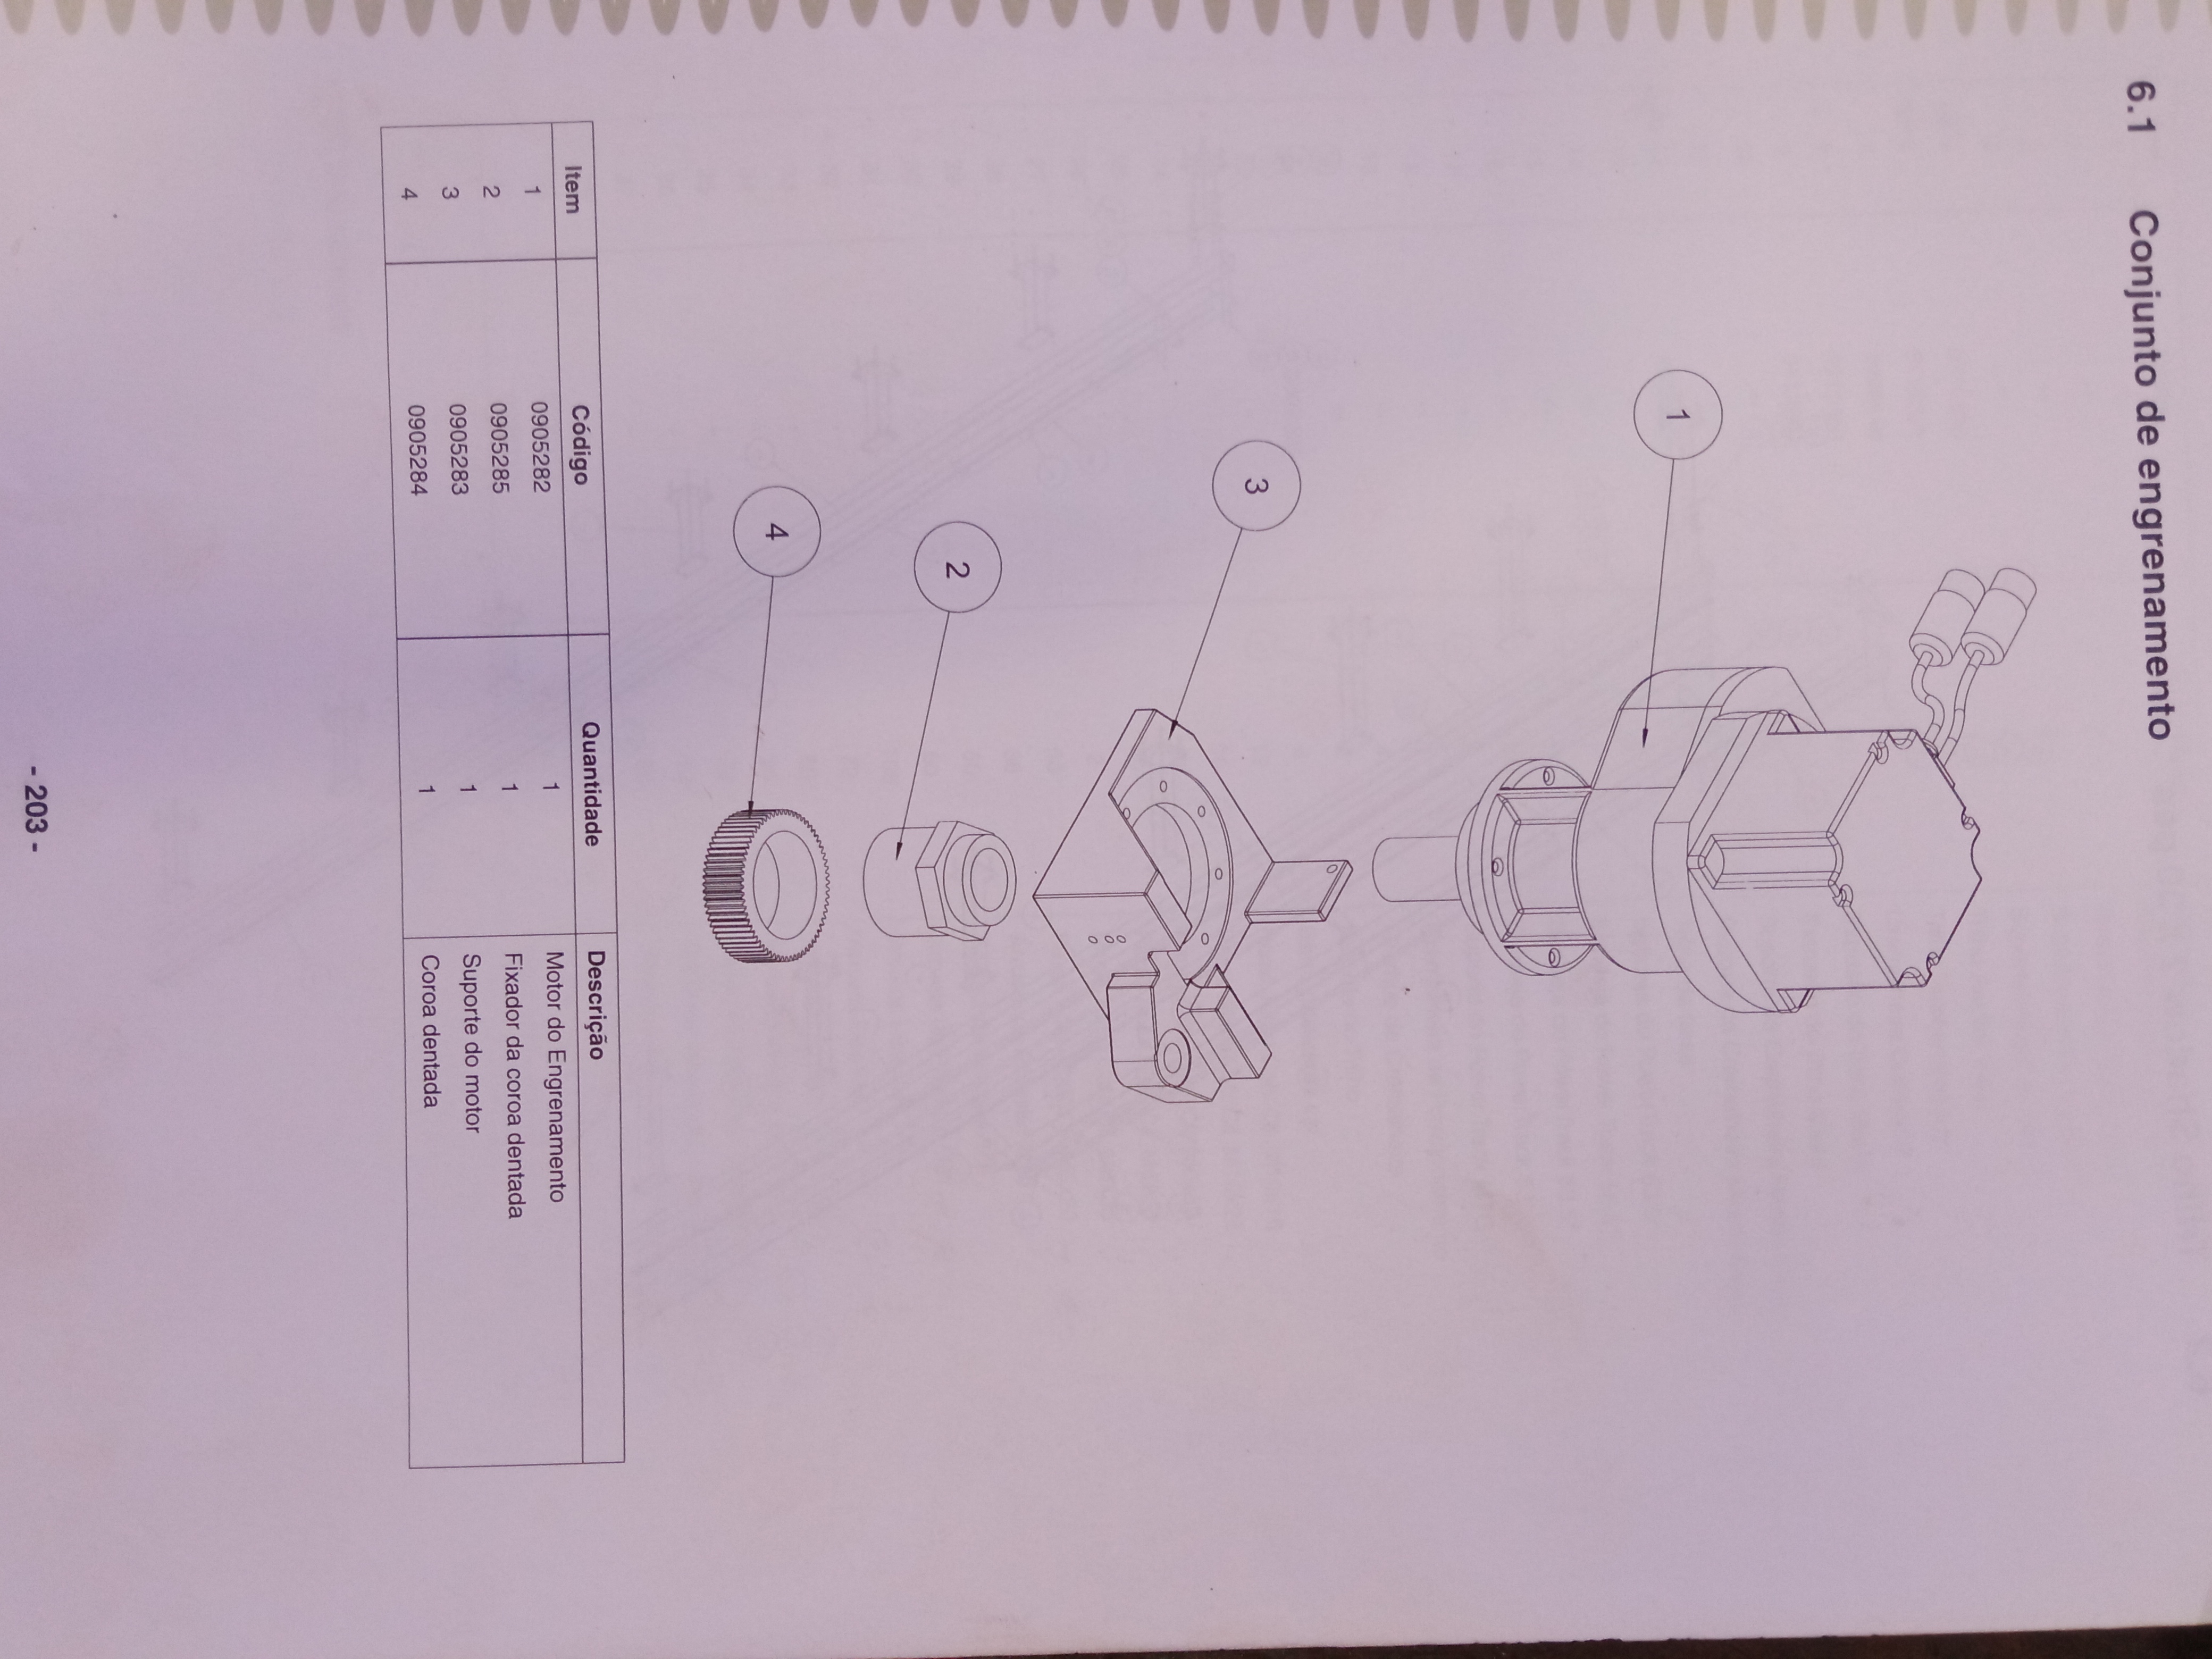 6.1 Conjunto de engrenamento
1
3
2
4
Item Código Quantidade Descrição
1 0905282 1 Motor do Engrenamento
2 0905285 1 Fixador da coroa dentada
3 0905283 1 Suporte do motor
4 0905284 1 Coroa dentada
- 203 -